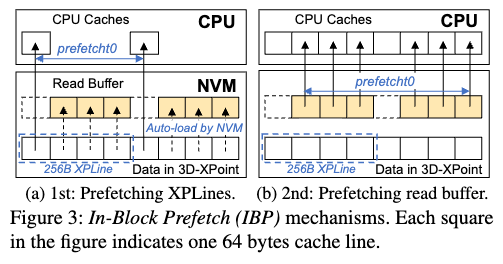 CPU Caches CPU
prefetcht0
Read Buffer NVM
Auto-load by NVM
256B XPLine Data in 3D-XPoint
(a) 1st: Prefetching XPLines.
CPU Caches CPU
prefetcht0
256B XPLine Data in 3D-XPoint
(b) 2nd: Prefetching read buffer.
Figure 3: In-Block Prefetch (IBP) mechanisms. Each square
in the figure indicates one 64 bytes cache line.